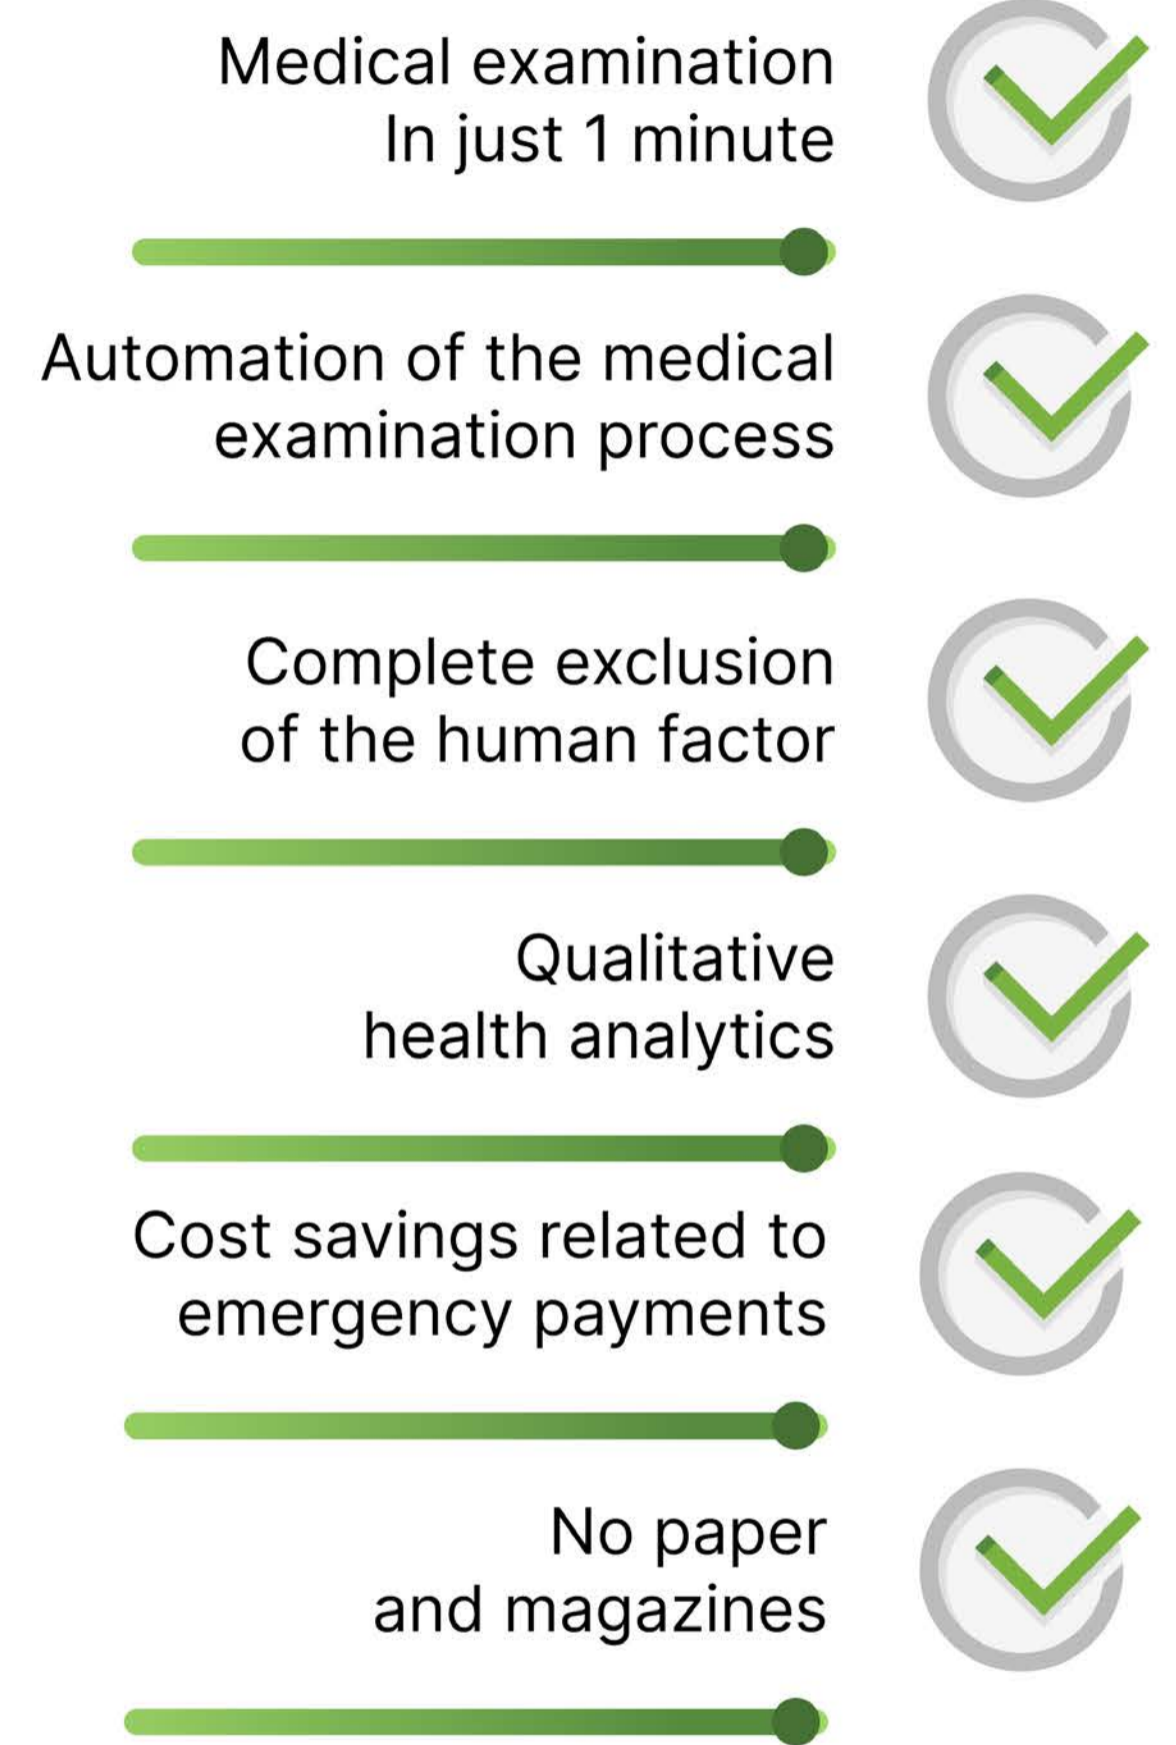 Medical examination
In just 1 minute
Automation of the medical
examination process
Complete exclusion
of the human factor
Qualitative
health analytics
Cost savings related to
emergency payments
No paper
and magazines